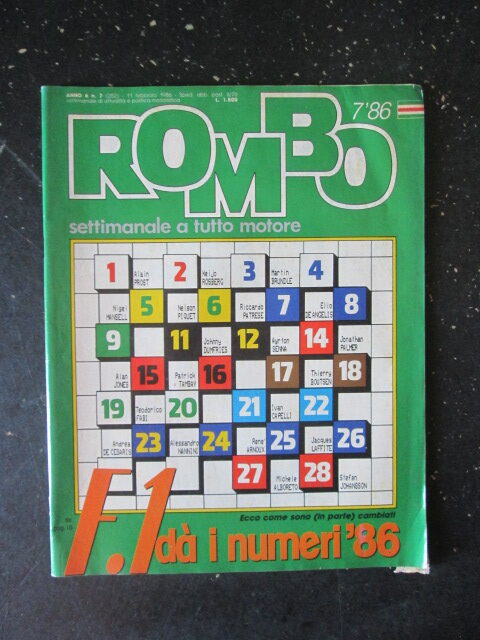 ANNO 6 n. 7 (252) - 11 febbraio 1986 - Sped. abb. post. II/70
settimanale di attualità e politica L. 1.800
ROMBO
7'86
settimanale a tutto motore
1 Alain PROST 2 Keijo ROSBERG 3 Martin BRUNDLE 4
Nigel MANSELL 5 Nelson PIQUET 6 Riccardo PATRESE 7 Elio DE ANGELIS 8
9 11 Johnny DUMFRIES 12 Ayrton SENNA 14 Jonathan PALMER
Alan JONES 15 Patrick TAMBAY 16 17 Thierry BOUTSEN 18
19 Teodorico FABI 20 21 Ivan CAPELLI 22
Andrea DE CESARIS 23 Alessandro NANNINI 24 René ARNOUX 25 Jacques LAFFITE 26
27 Michele ALBORETO 28 Stefan JOHANSSON
Ecco come sono (in parte) cambiati
F.1 dà i numeri '86